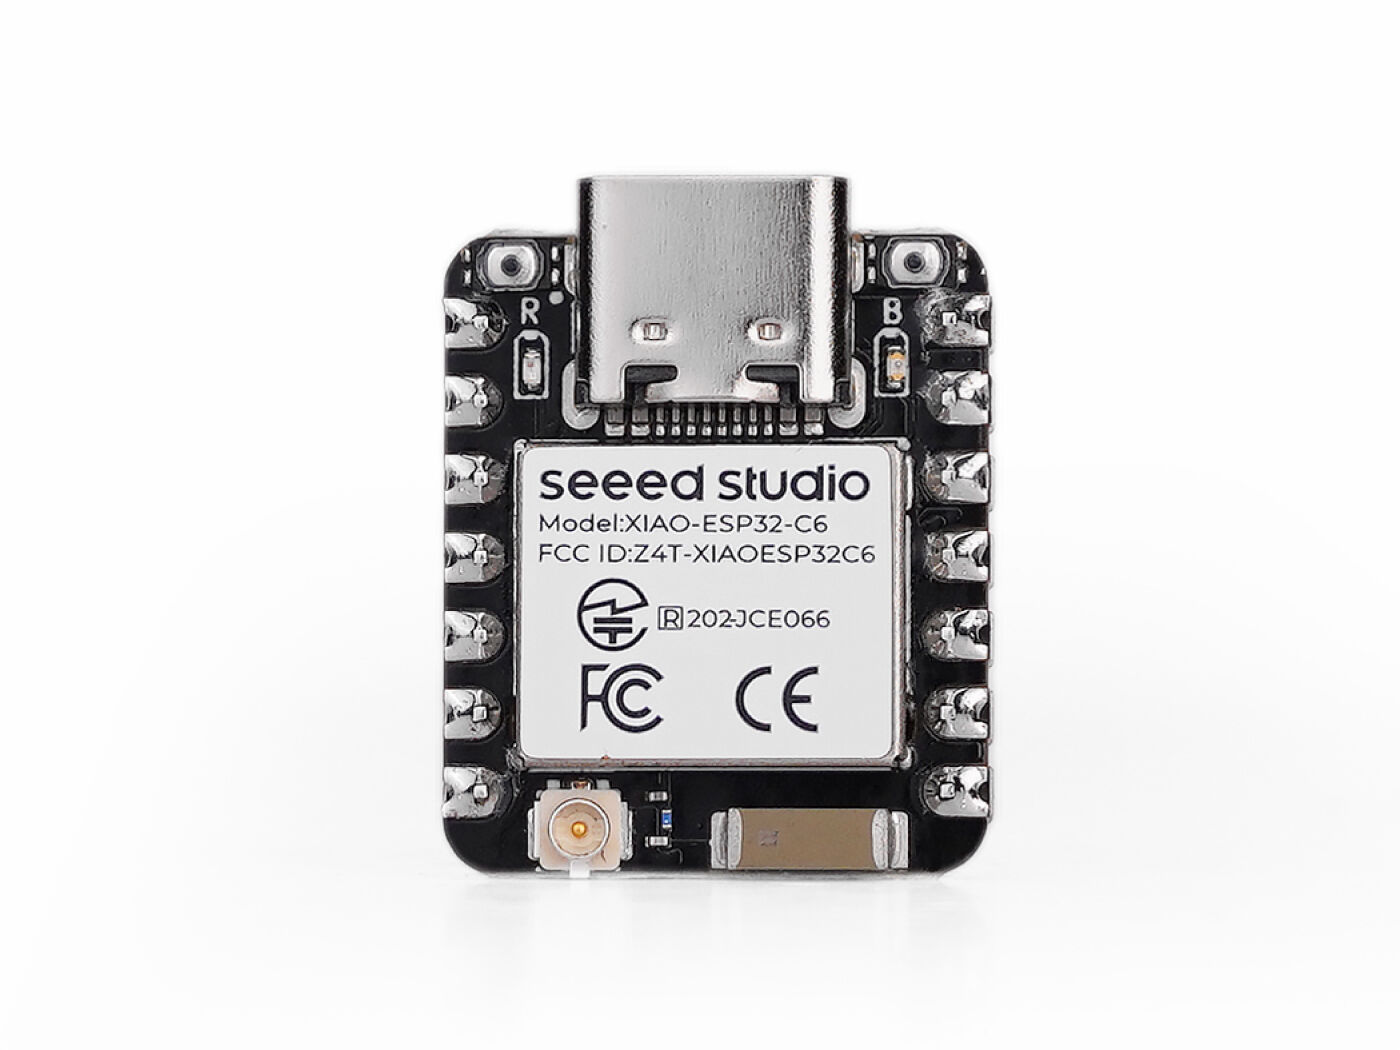 R
B
seeed studio
Model:XIAO-ESP32-C6
FCC ID:Z4T-XIAOESP32C6
R 202-JCE066
FC CE